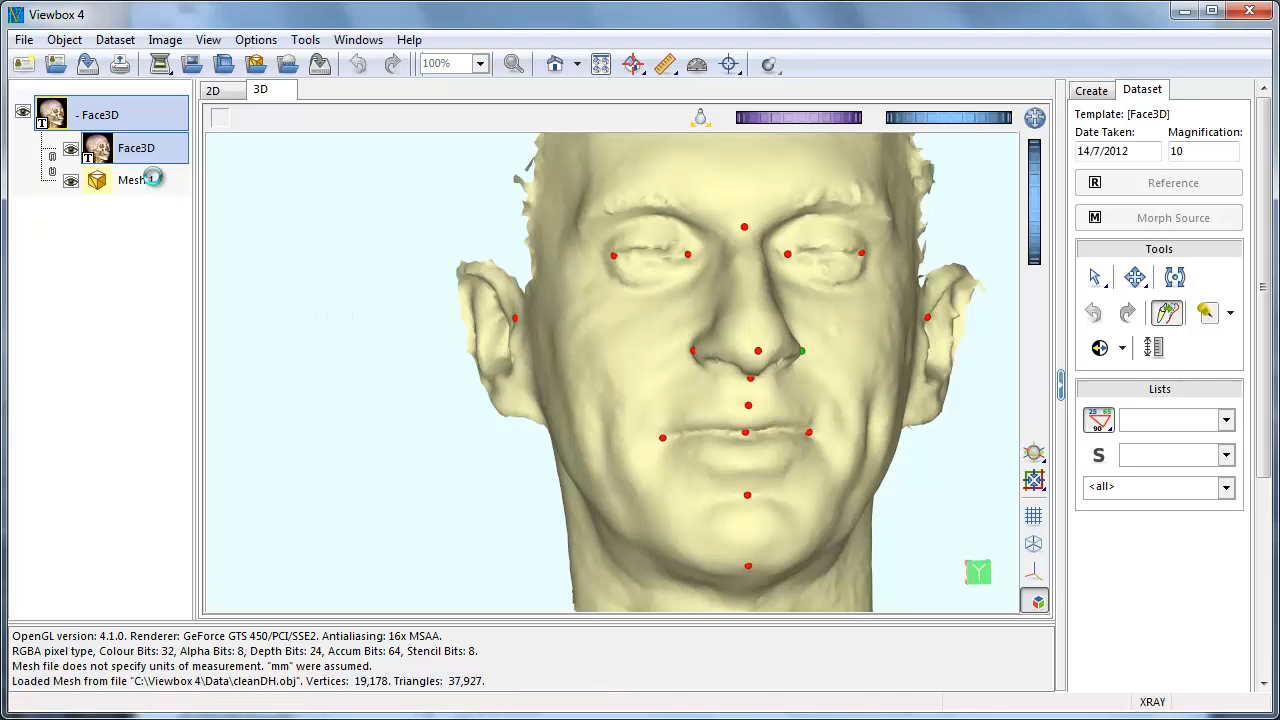 Viewbox 4
File Object Dataset Image View Options Tools Windows Help
100%
2D 3D
- Face3D
T
Face3D
T
Create Dataset
Template: [Face3D]
Date Taken: Magnification:
14/7/2012 10
R Reference
M Morph Source
Tools
Lists
25 65
90°
S
<all>
Y
OpenGL version: 4.1.0. Renderer: GeForce GTS 450/PCI/SSE2. Antialiasing: 16x MSAA.
RGBA pixel type, Colour Bits: 32, Alpha Bits: 8, Depth Bits: 24, Accum Bits: 64, Stencil Bits: 8.
Mesh file does not specify units of measurement. "mm" were assumed.
Loaded Mesh from file "C:\Viewbox 4\Data\cleanDH.obj". Vertices: 19,178. Triangles: 37,927.
XRAY